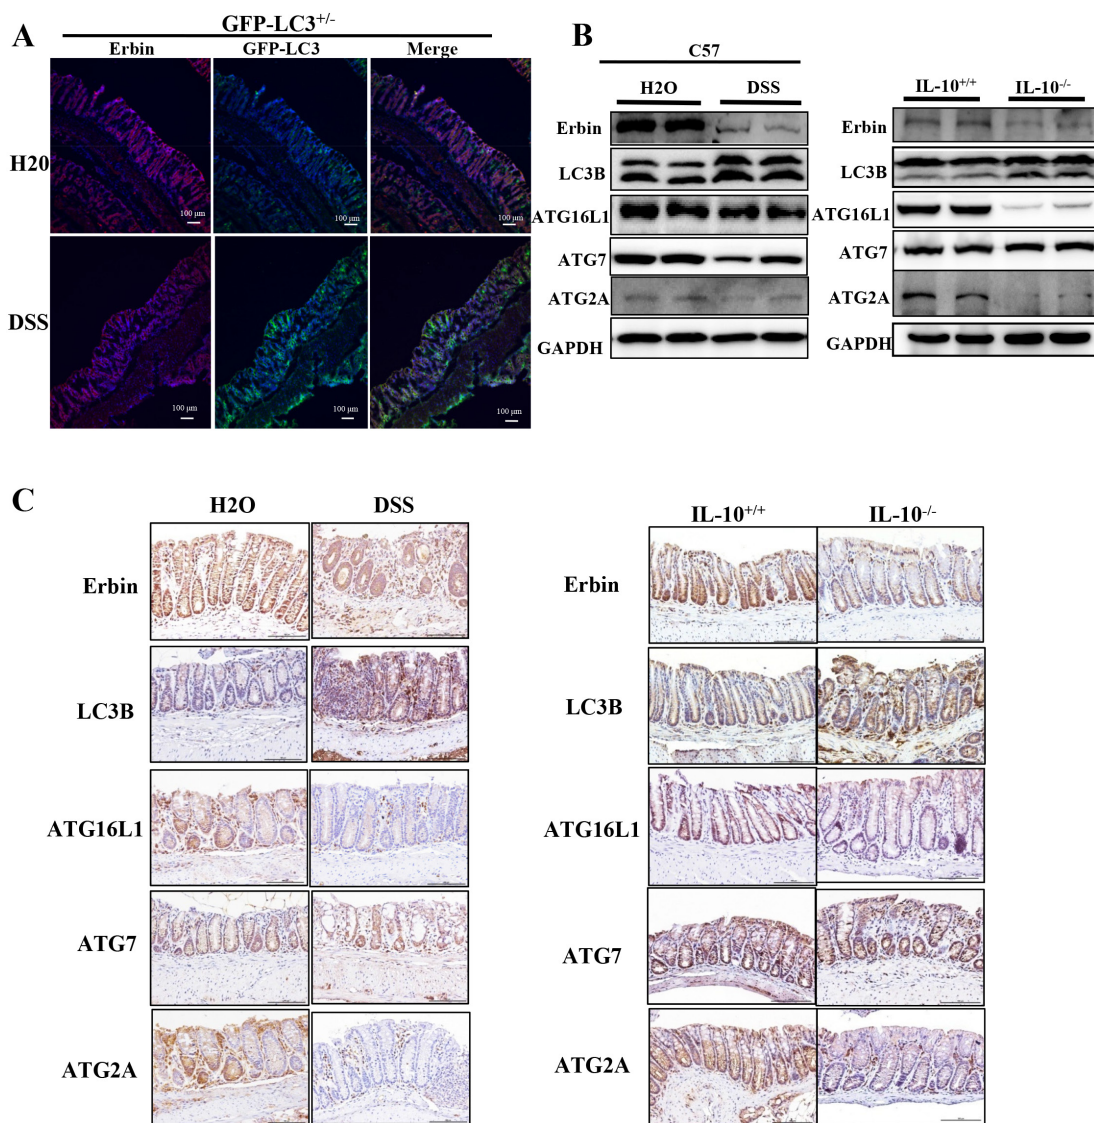 A
GFP-LC3+/-
Erbin GFP-LC3 Merge
H20
100 μm 100 μm 100 μm
DSS
100 μm 100 μm 100 μm
B
C57
H2O DSS
Erbin
LC3B
ATG16L1
ATG7
ATG2A
GAPDH
IL-10+/+ IL-10-/-
Erbin
LC3B
ATG16L1
ATG7
ATG2A
GAPDH
C
H2O DSS
Erbin
LC3B
ATG16L1
ATG7
ATG2A
IL-10+/+ IL-10-/-
Erbin
LC3B
ATG16L1
ATG7
ATG2A